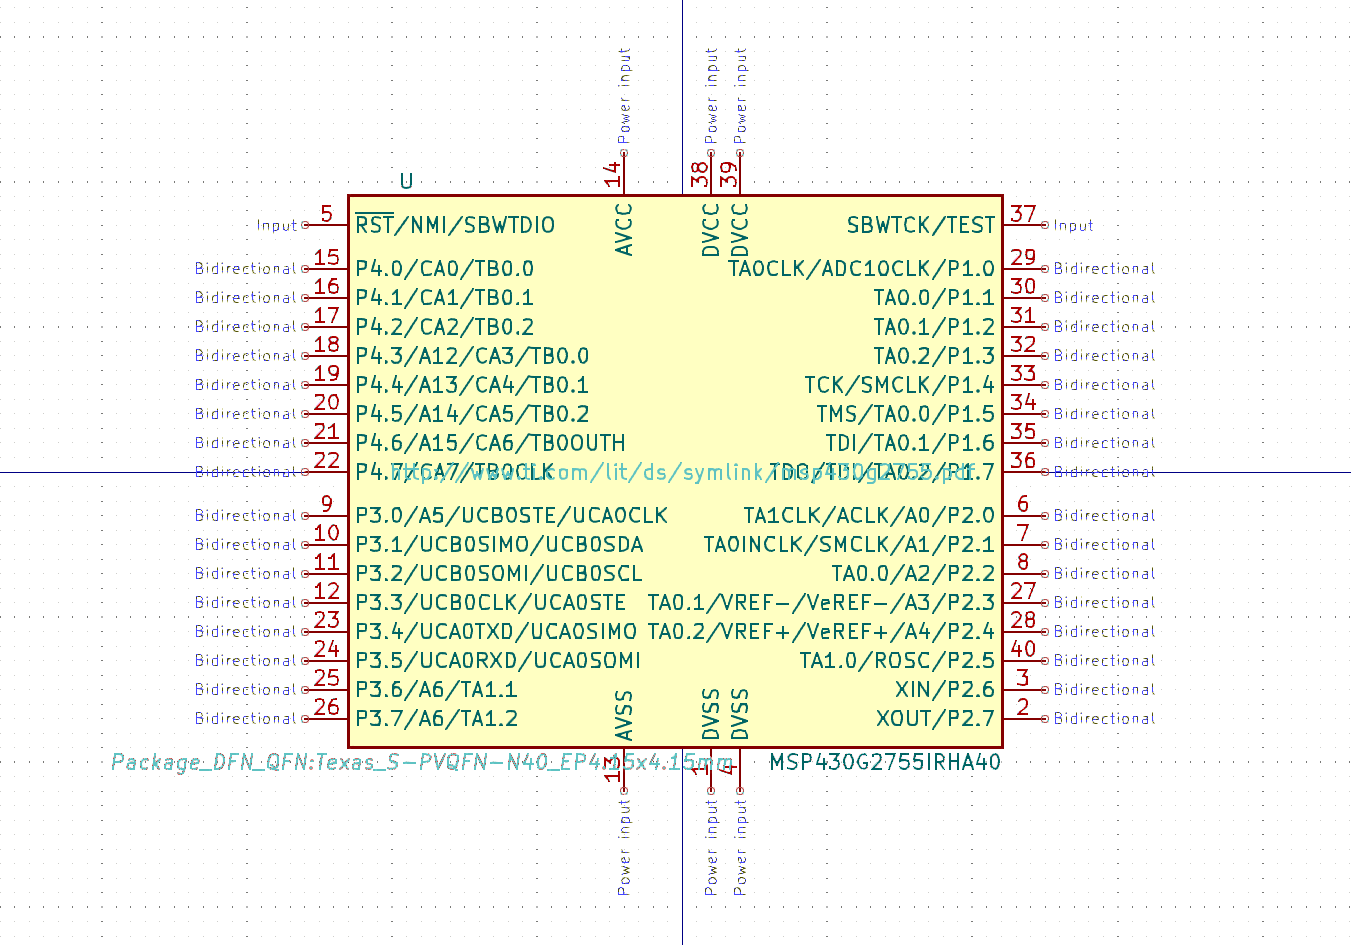 Power input Power input Power input
14 38 39
U
Input 5 RST/NMI/SBWTDIO AVCC DVCC DVCC SBWTCK/TEST 37 Input
Bidirectional 15 P4.0/CA0/TB0.0 TA0CLK/ADC10CLK/P1.0 29 Bidirectional
Bidirectional 16 P4.1/CA1/TB0.1 TA0.0/P1.1 30 Bidirectional
Bidirectional 17 P4.2/CA2/TB0.2 TA0.1/P1.2 31 Bidirectional
Bidirectional 18 P4.3/A12/CA3/TB0.0 TA0.2/P1.3 32 Bidirectional
Bidirectional 19 P4.4/A13/CA4/TB0.1 TCK/SMCLK/P1.4 33 Bidirectional
Bidirectional 20 P4.5/A14/CA5/TB0.2 TMS/TA0.0/P1.5 34 Bidirectional
Bidirectional 21 P4.6/A15/CA6/TB0OUTH TDI/TA0.1/P1.6 35 Bidirectional
Bidirectional 22 P4.7/CA7/TB0CLK http://www.ti.com/lit/ds/symlink/msp430g2755.pdf TDO/TDI/TA0.2/P1.7 36 Bidirectional
Bidirectional 9 P3.0/A5/UCB0STE/UCA0CLK TA1CLK/ACLK/A0/P2.0 6 Bidirectional
Bidirectional 10 P3.1/UCB0SIMO/UCB0SDA TA0INCLK/SMCLK/A1/P2.1 7 Bidirectional
Bidirectional 11 P3.2/UCB0SOMI/UCB0SCL TA0.0/A2/P2.2 8 Bidirectional
Bidirectional 12 P3.3/UCB0CLK/UCA0STE TA0.1/VREF-/VeREF-/A3/P2.3 27 Bidirectional
Bidirectional 23 P3.4/UCA0TXD/UCA0SIMO TA0.2/VREF+/VeREF+/A4/P2.4 28 Bidirectional
Bidirectional 24 P3.5/UCA0RXD/UCA0SOMI TA1.0/ROSC/P2.5 40 Bidirectional
Bidirectional 25 P3.6/A6/TA1.1 XIN/P2.6 3 Bidirectional
Bidirectional 26 P3.7/A6/TA1.2 AVSS DVSS DVSS XOUT/P2.7 2 Bidirectional
Package_DFN_QFN:Texas_S-PVQFN-N40_EP4.15x4.15mm MSP430G2755IRHA40
13 1 4
Power input Power input Power input